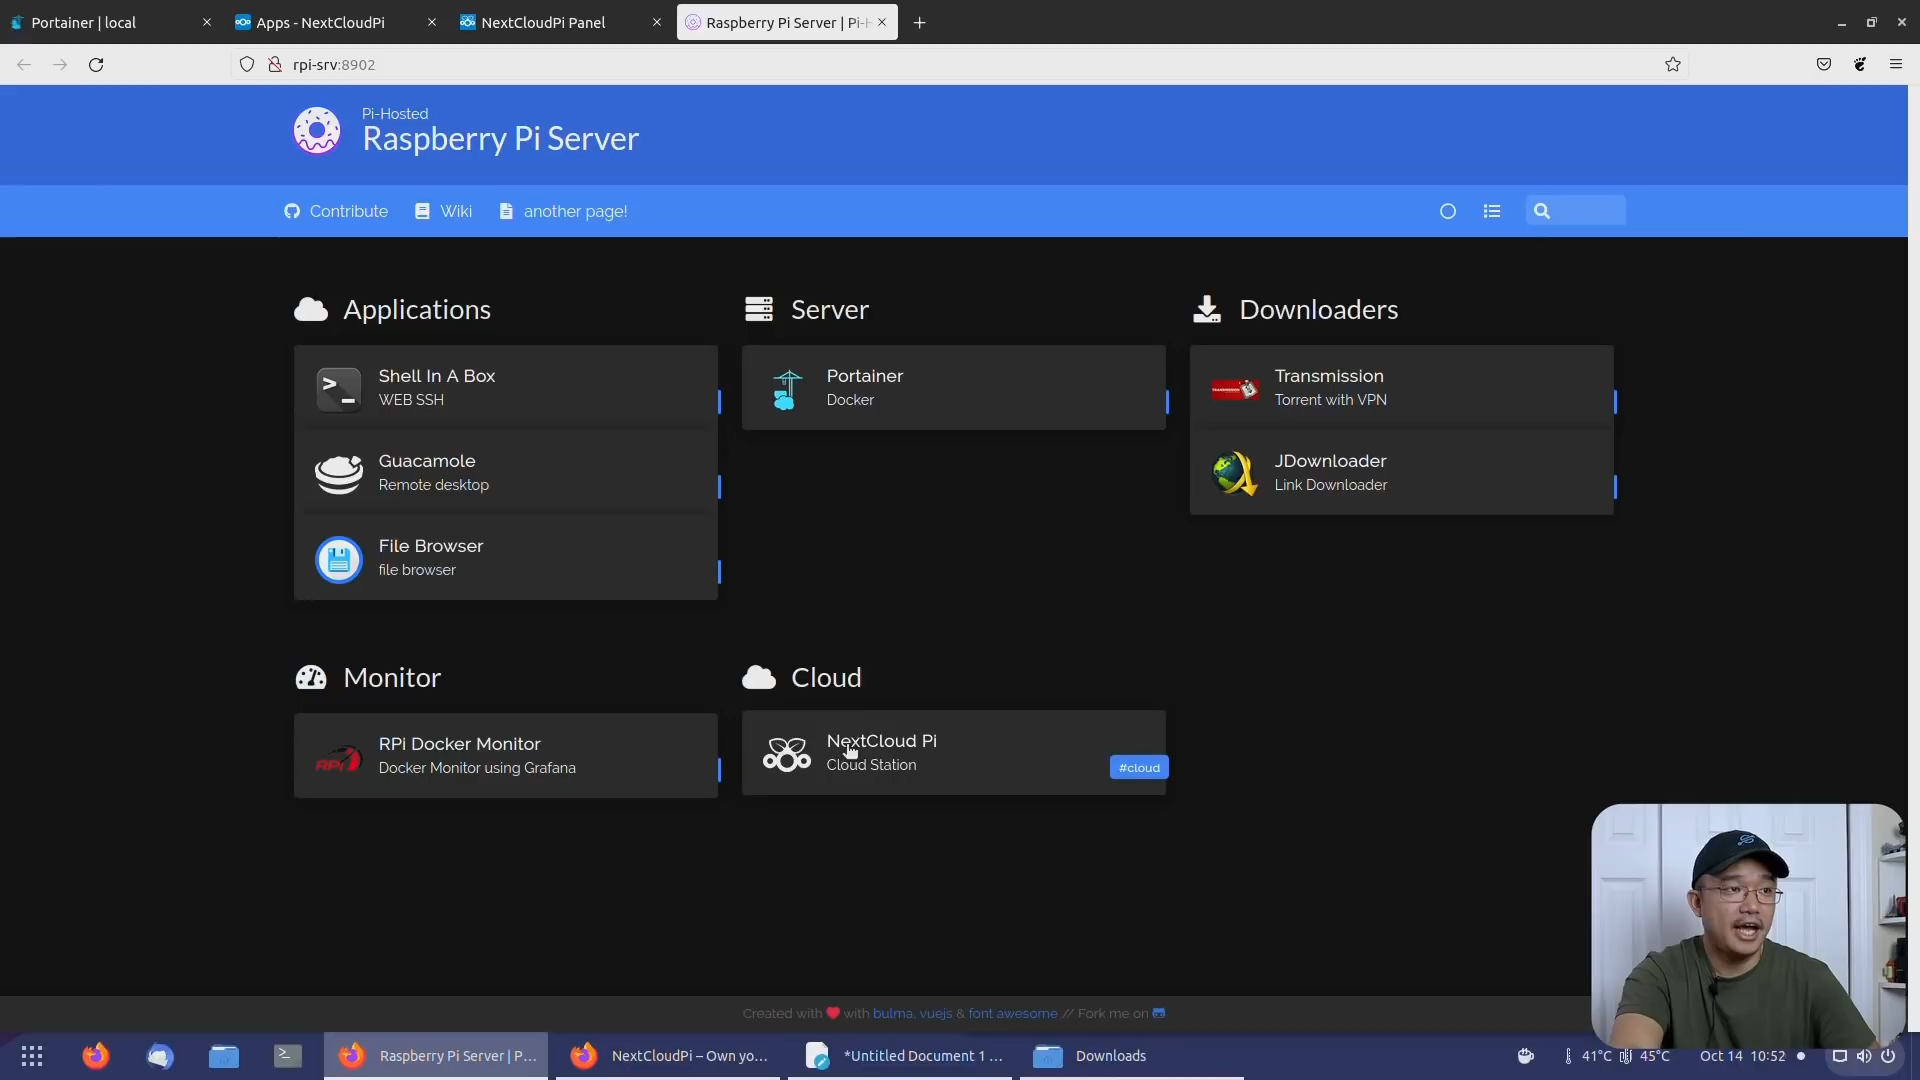 Portainer | local
Apps - NextCloudPi
NextCloudPi Panel
Raspberry Pi Server | Pi-H
rpi-srv:8902
Pi-Hosted
Raspberry Pi Server
Contribute
Wiki
another page!
Applications
Shell In A Box
WEB SSH
Guacamole
Remote desktop
File Browser
file browser
Server
Portainer
Docker
Downloaders
TRANSMISSION
Transmission
Torrent with VPN
JDownloader
Link Downloader
Monitor
RPi
RPi Docker Monitor
Docker Monitor using Grafana
Cloud
NextCloud Pi
Cloud Station
#cloud
Created with ❤ with bulma, vuejs & font awesome // Fork me on
Raspberry Pi Server | P...
NextCloudPi – Own yo...
*Untitled Document 1 ...
Downloads
41°C
45°C
Oct 14 10:52